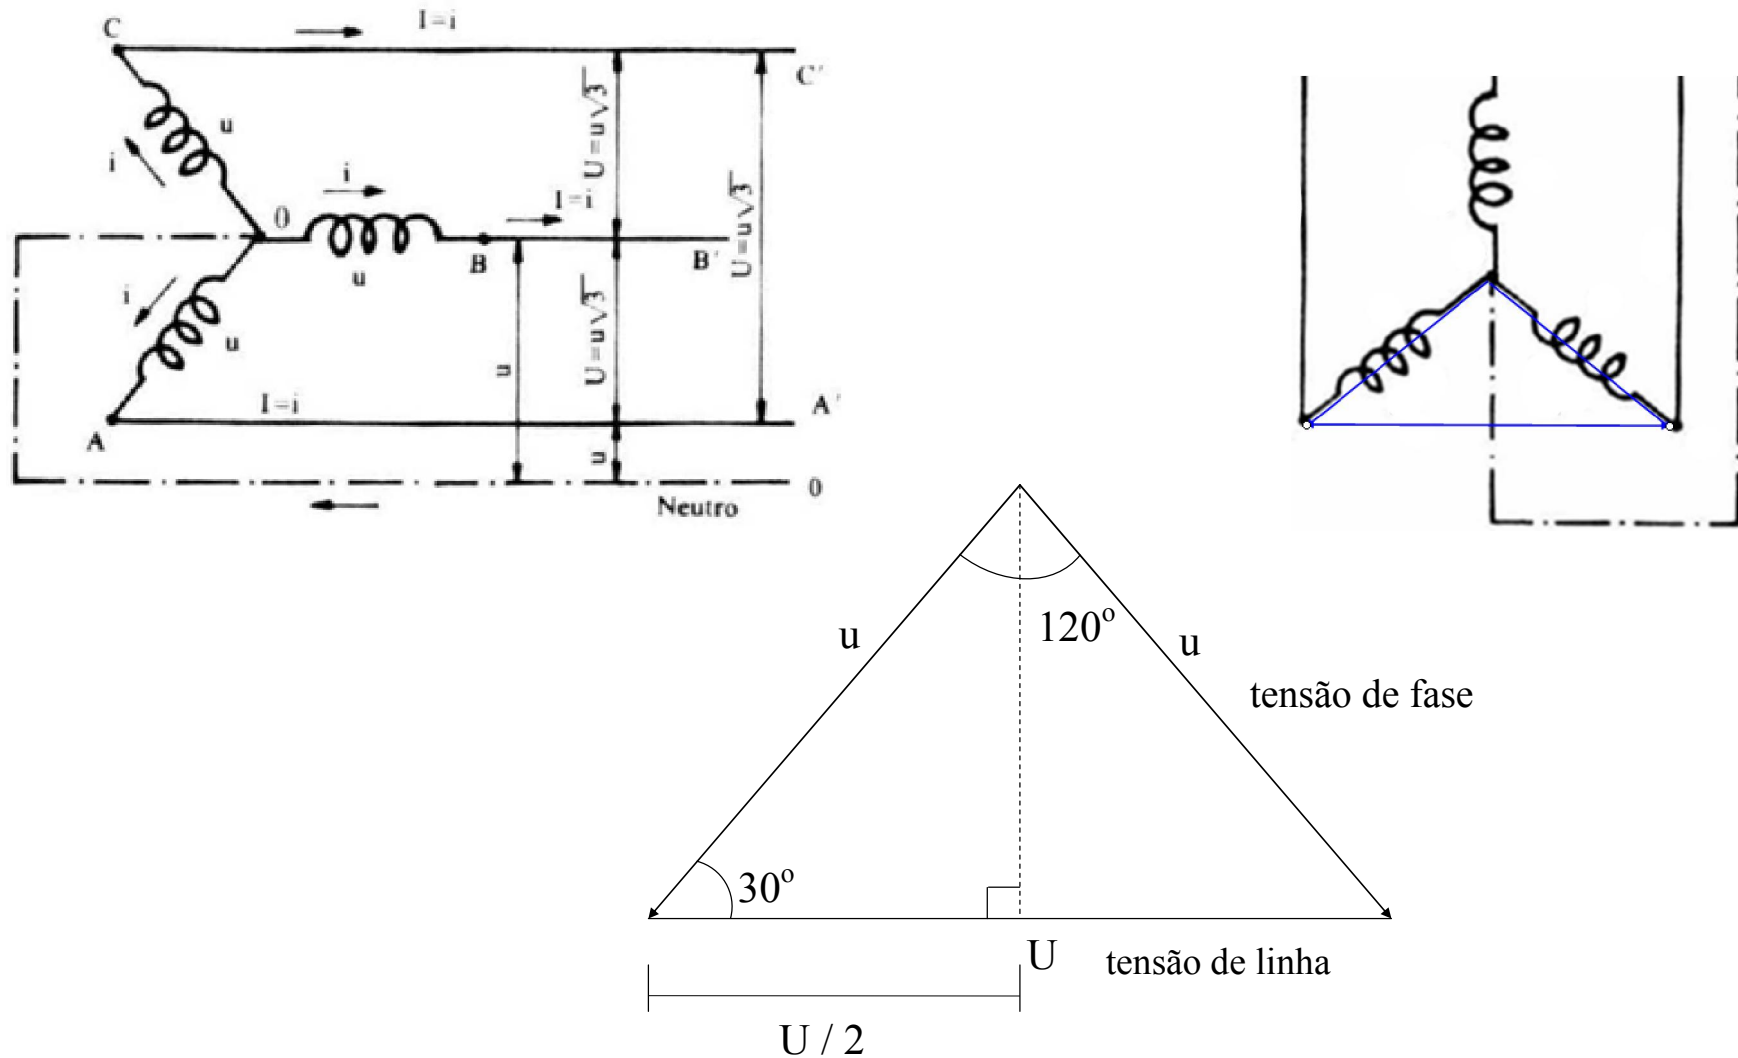 C
I=i
C'
U=u√3
u
i
i
0
I=i
U=u√3
B
B'
u
i
U=u√3
u
u
I=i
A'
A
u
0
Neutro
120º
u
u
tensão de fase
30º
U
tensão de linha
U / 2